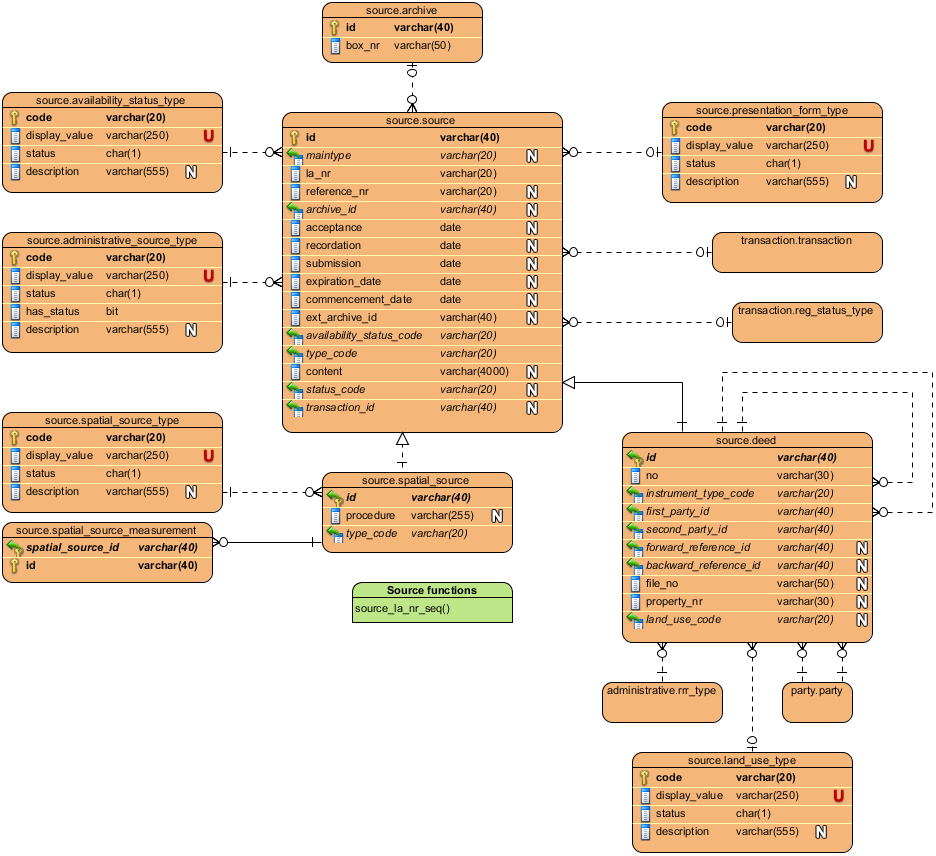 source.archive
id varchar(40)
box_nr varchar(50)
source.availability_status_type
code varchar(20)
display_value varchar(250) U
status char(1)
description varchar(555) N
source.source
id varchar(40)
maintype varchar(20) N
la_nr varchar(20)
reference_nr varchar(20) N
archive_id varchar(40) N
acceptance date N
recordation date N
submission date N
expiration_date date N
commencement_date date N
ext_archive_id varchar(40) N
availability_status_code varchar(20)
type_code varchar(20)
content varchar(4000) N
status_code varchar(20) N
transaction_id varchar(40) N
source.presentation_form_type
code varchar(20)
display_value varchar(250) U
status char(1)
description varchar(555) N
source.administrative_source_type
code varchar(20)
display_value varchar(250) U
status char(1)
has_status bit
description varchar(555) N
transaction.transaction
transaction.reg_status_type
source.spatial_source_type
code varchar(20)
display_value varchar(250) U
status char(1)
description varchar(555) N
source.spatial_source
id varchar(40)
procedure varchar(255) N
type_code varchar(20)
source.spatial_source_measurement
spatial_source_id varchar(40)
id varchar(40)
Source functions
source_la_nr_seq()
source.deed
id varchar(40)
no varchar(30)
instrument_type_code varchar(20)
first_party_id varchar(40)
second_party_id varchar(40)
forward_reference_id varchar(40) N
backward_reference_id varchar(40) N
file_no varchar(50) N
property_nr varchar(30) N
land_use_code varchar(20) N
administrative.rrr_type
party.party
source.land_use_type
code varchar(20)
display_value varchar(250) U
status char(1)
description varchar(555) N